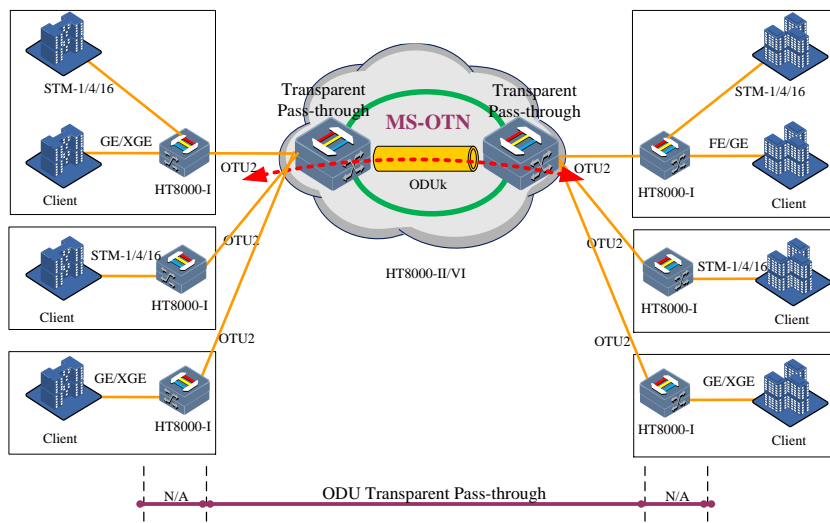 STM-1/4/16
GE/XGE
Client
HT8000-I
OTU2
Transparent
Pass-through
Transparent
Pass-through
MS-OTN
ODUk
HT8000-II/VI
STM-1/4/16
FE/GE
OTU2
HT8000-I
Client
STM-1/4/16
OTU2
Client
HT8000-I
OTU2
STM-1/4/16
HT8000-I
Client
GE/XGE
OTU2
Client
HT8000-I
OTU2
GE/XGE
HT8000-I
Client
N/A
ODU Transparent Pass-through
N/A